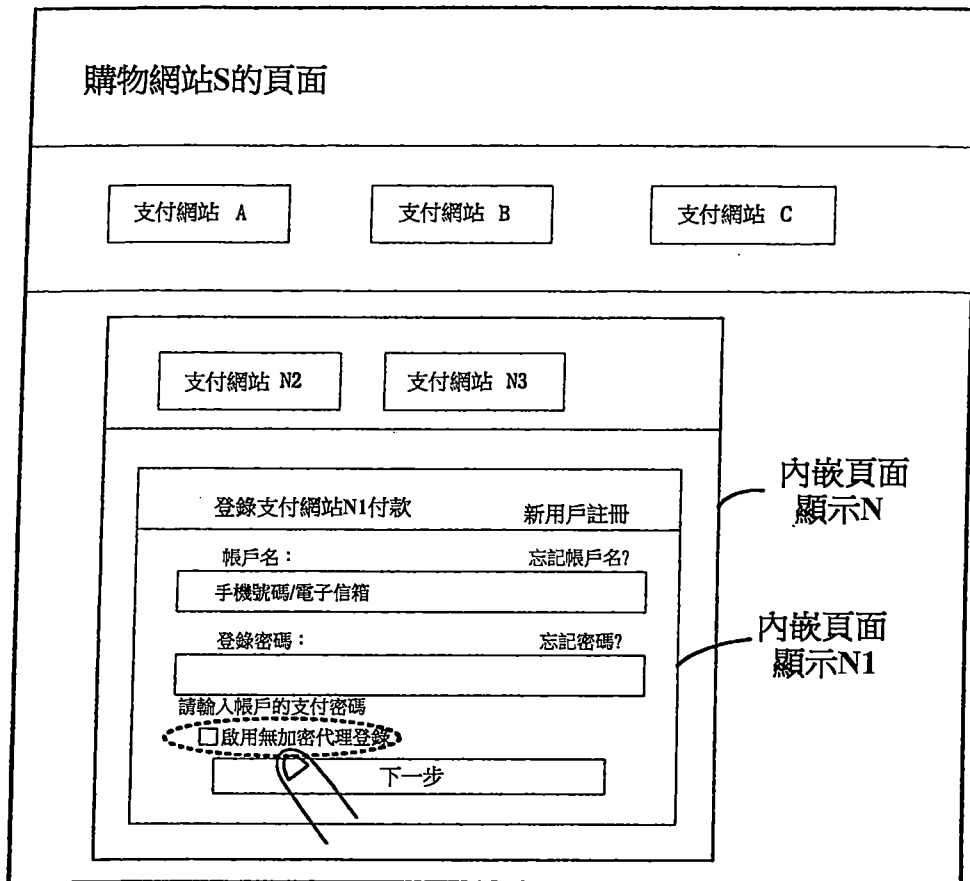 購物網站S的頁面
支付網站 A
支付網站 B
支付網站 C
支付網站 N2
支付網站 N3
登錄支付網站N1付款
新用戶註冊
帳戶名：
忘記帳戶名?
手機號碼/電子信箱
登錄密碼：
忘記密碼?
請輸入帳戶的支付密碼
啟用無加密代理登錄
下一步
內嵌頁面
顯示N
內嵌頁面
顯示N1